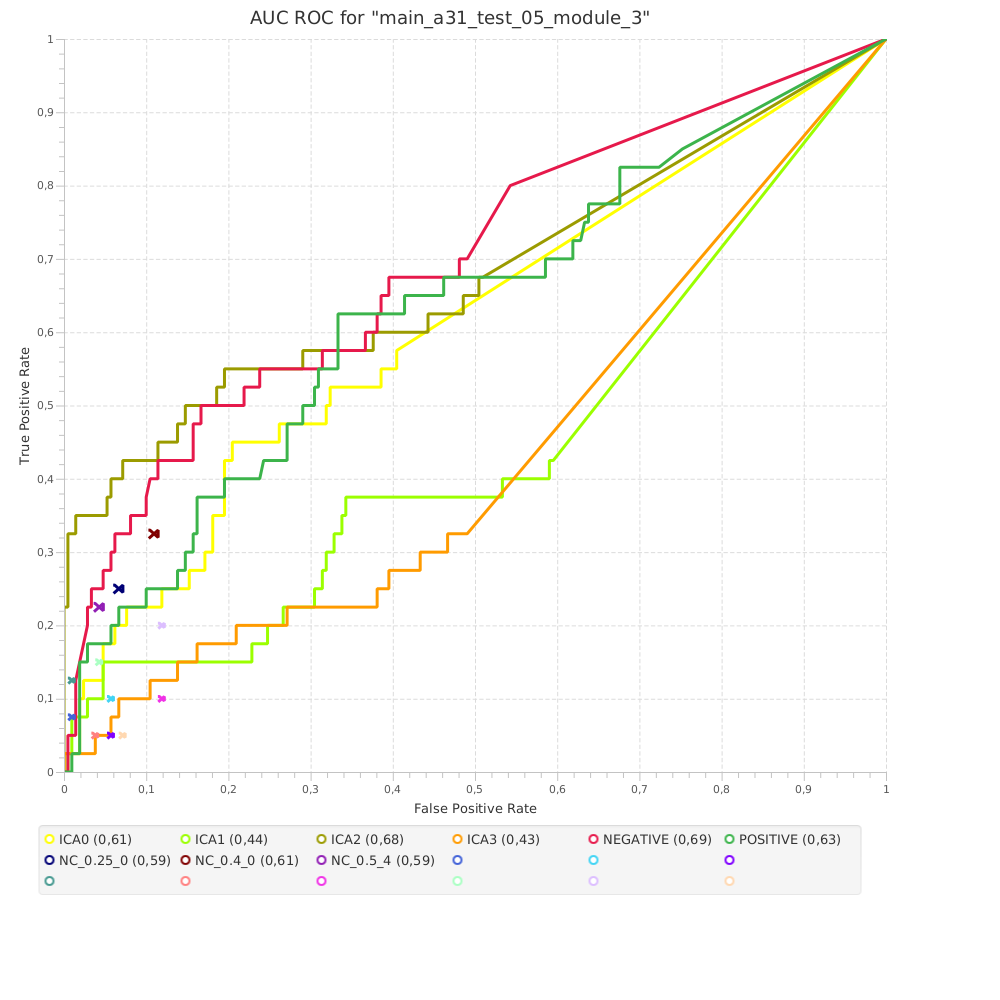 AUC ROC for "main_a31_test_05_module_3"
1
0,9
0,8
0,7
0,6
0,5
0,4
0,3
0,2
0,1
0
True Positive Rate
0 0,1 0,2 0,3 0,4 0,5 0,6 0,7 0,8 0,9 1
False Positive Rate
ICA0 (0,61) ICA1 (0,44) ICA2 (0,68) ICA3 (0,43) NEGATIVE (0,69) POSITIVE (0,63)
NC_0.25_0 (0,59) NC_0.4_0 (0,61) NC_0.5_4 (0,59)